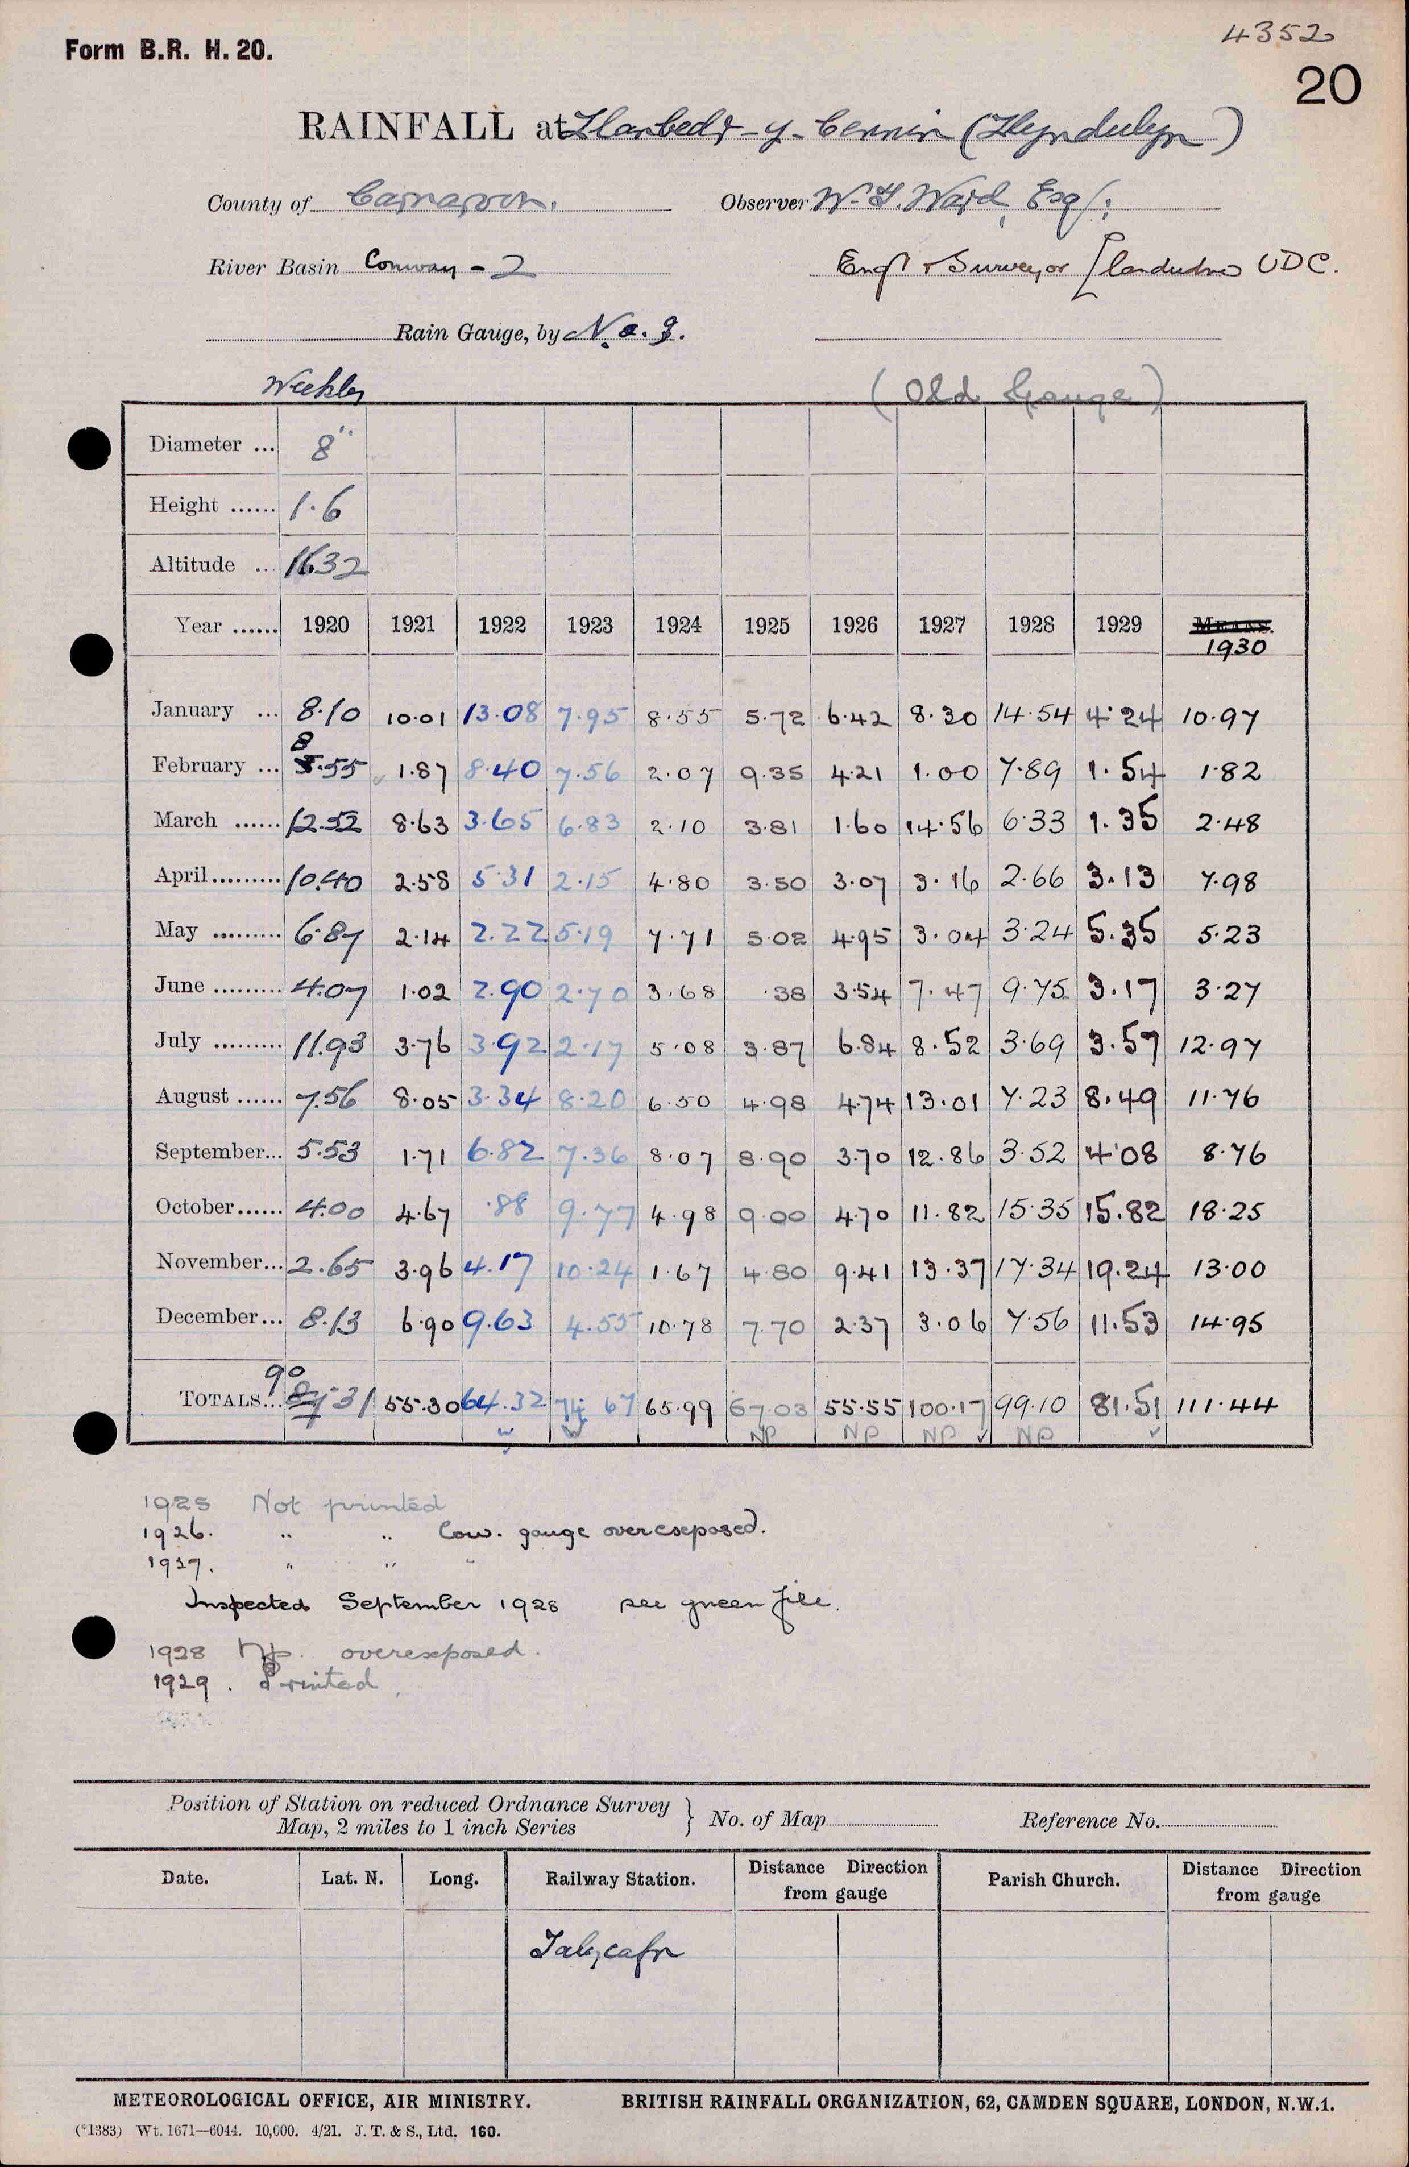 4352
Form B.R. H. 20.
20
RAINFALL at Llanbedr-y-Cennin (Llyn dulyn)
County of Carnarvon. Observer W. T. Ward, Esq.;
River Basin Conway - 2 Engr & Surveyor Llandudno UDC.
Rain Gauge, by N. & Z.
Weekly (Old Gauge)
Diameter ... 8"
Height ...... 1.6
Altitude ... 1632
Year ...... 1920 1921 1922 1923 1924 1925 1926 1927 1928 1929 MEANS. 1930
January ... 8.10 10.01 13.08 7.95 8.55 5.72 6.42 8.30 14.54 4.24 10.97
February ... 8.55 1.87 8.40 7.56 2.07 9.35 4.21 1.00 7.89 1.54 1.82
March ...... 12.52 8.63 3.65 6.83 2.10 3.81 1.60 14.56 6.33 1.35 2.48
April......... 10.40 2.58 5.31 2.15 4.80 3.50 3.07 3.16 2.66 3.13 7.98
May ......... 6.87 2.14 2.22 5.19 7.71 5.02 4.95 3.04 3.24 5.35 5.23
June ......... 4.07 1.02 2.90 2.70 3.68 .38 3.54 7.47 9.75 3.17 3.27
July ......... 11.93 3.76 3.92 2.17 5.08 3.87 6.84 8.52 3.69 3.57 12.97
August ...... 7.56 8.05 3.34 8.20 6.50 4.98 4.74 13.01 7.23 8.49 11.76
September... 5.53 1.71 6.82 7.36 8.07 8.90 3.70 12.86 3.52 4.08 8.76
October...... 4.00 4.67 .88 9.77 4.98 9.00 4.70 11.82 15.35 15.82 18.25
November... 2.65 3.96 4.17 10.24 1.67 4.80 9.41 13.37 17.34 19.24 13.00
December... 8.13 6.90 9.63 4.55 10.78 7.70 2.37 3.06 7.56 11.53 14.95
TOTALS... 90.31 55.30 64.32 74.67 65.99 67.03 55.55 100.17 99.10 81.51 111.44
NP NP NP ✓ NP ✓
1925 Not printed
1926. " " Cow. gauge overexposed.
1927. " " "
Inspected September 1928 see green file.
1928 Np. overexposed.
1929. Printed.
Position of Station on reduced Ordnance Survey
Map, 2 miles to 1 inch Series } No. of Map Reference No.
Date. Lat. N. Long. Railway Station. Distance Direction from gauge Parish Church. Distance Direction from gauge
Talycafn
METEOROLOGICAL OFFICE, AIR MINISTRY. BRITISH RAINFALL ORGANIZATION, 62, CAMDEN SQUARE, LONDON, N.W.1.
(*1383) Wt. 1671—6044. 10,000. 4/21. J. T. & S., Ltd. 160.